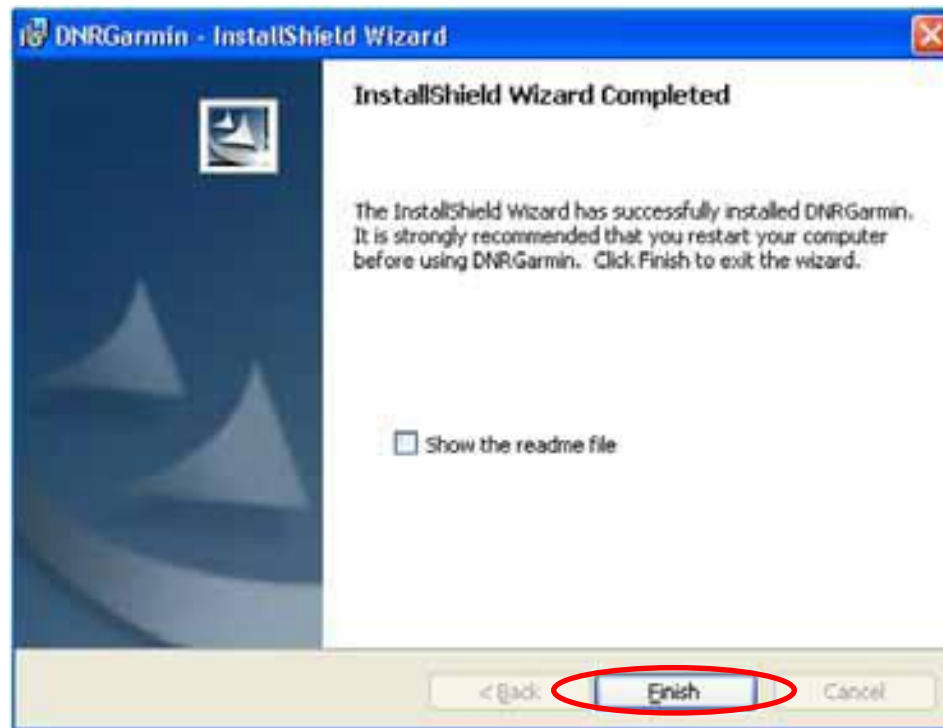 DNRGarmin - InstallShield Wizard
InstallShield Wizard Completed
The InstallShield Wizard has successfully installed DNRGarmin.
It is strongly recommended that you restart your computer
before using DNRGarmin. Click Finish to exit the wizard.
Show the readme file
< Back
Finish
Cancel